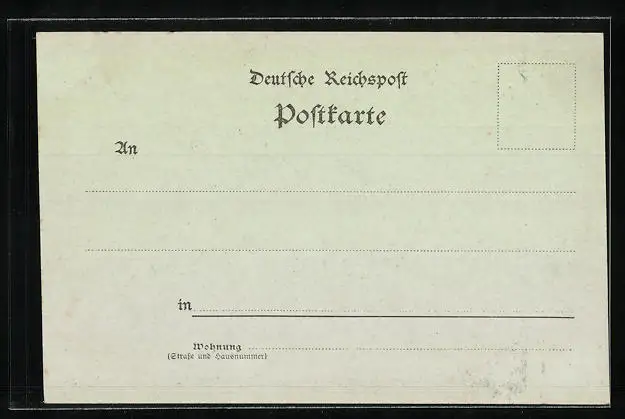 Deutsche Reichspost
Postkarte
An
in
Wohnung
(Straße und Hausnummer)